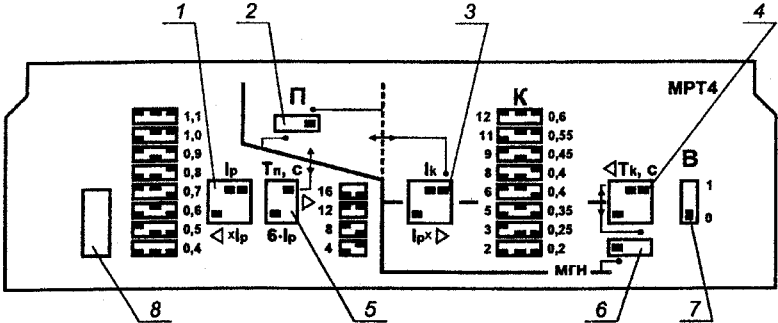 1 2 3 4
МРТ4
П К
1,1 12 0,6
1,0 11 0,55
0,9 9 0,45
0,8 Iр Tп, с Iк 8 0,4 Tк, с В
0,7 16 6 0,4 1
0,6 12 5 0,35 0
0,5 8 3 0,25
0,4 ×Iр 6·Iр 4 Iр× 2 0,2
МГН
8 5 6 7